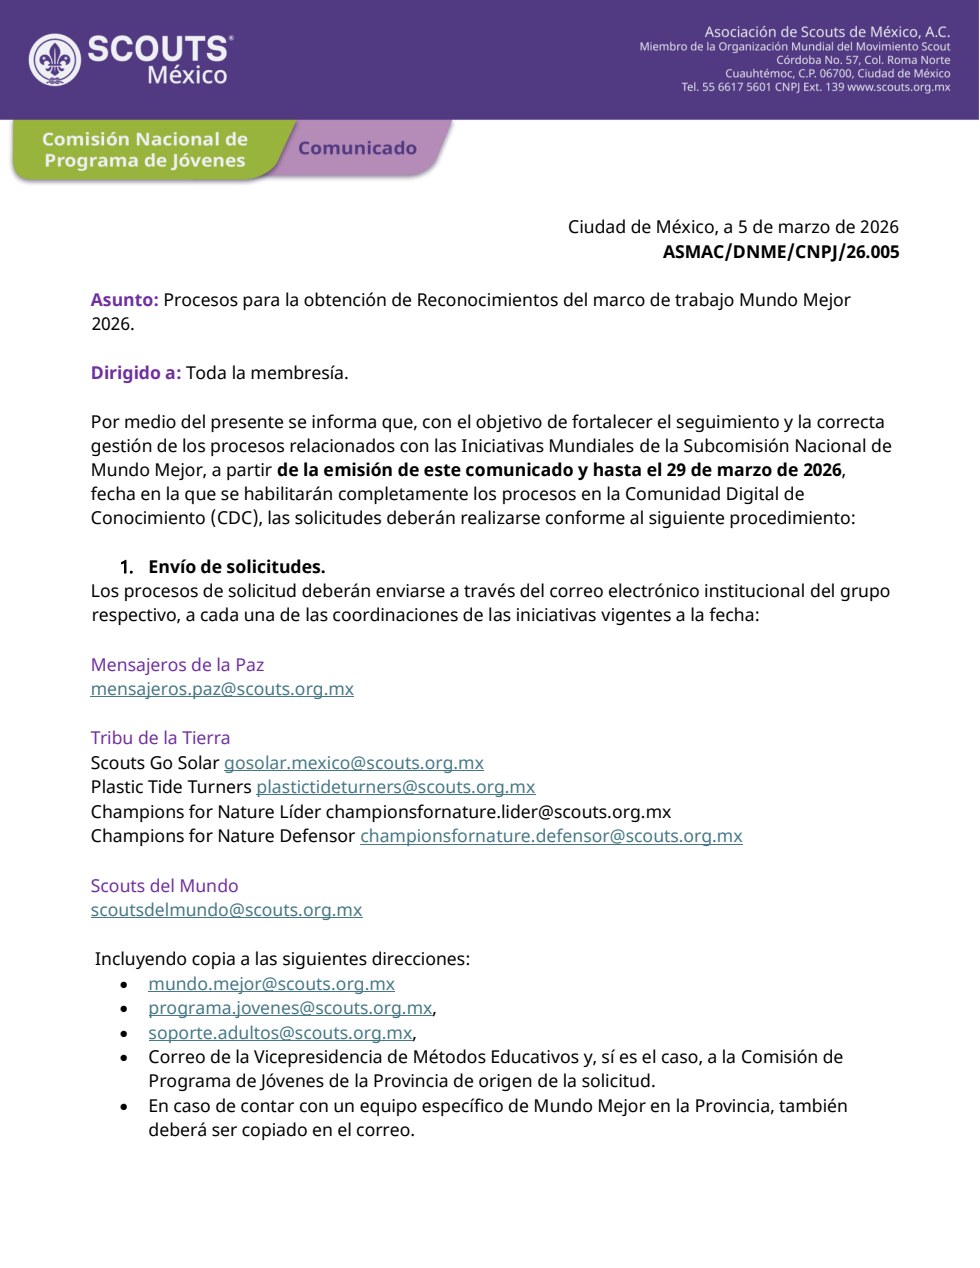 SCOUTS®
México
Asociación de Scouts de México, A.C.
Miembro de la Organización Mundial del Movimiento Scout
Córdoba No. 57, Col. Roma Norte
Cuauhtémoc, C.P. 06700, Ciudad de México
Tel. 55 6617 5601 CNPJ Ext. 139 www.scouts.org.mx
Comisión Nacional de
Programa de Jóvenes
Comunicado
Ciudad de México, a 5 de marzo de 2026
ASMAC/DNME/CNPJ/26.005
Asunto: Procesos para la obtención de Reconocimientos del marco de trabajo Mundo Mejor
2026.
Dirigido a: Toda la membresía.
Por medio del presente se informa que, con el objetivo de fortalecer el seguimiento y la correcta
gestión de los procesos relacionados con las Iniciativas Mundiales de la Subcomisión Nacional de
Mundo Mejor, a partir de la emisión de este comunicado y hasta el 29 de marzo de 2026,
fecha en la que se habilitarán completamente los procesos en la Comunidad Digital de
Conocimiento (CDC), las solicitudes deberán realizarse conforme al siguiente procedimiento:
1. Envío de solicitudes.
Los procesos de solicitud deberán enviarse a través del correo electrónico institucional del grupo
respectivo, a cada una de las coordinaciones de las iniciativas vigentes a la fecha:
Mensajeros de la Paz
mensajeros.paz@scouts.org.mx
Tribu de la Tierra
Scouts Go Solar gosolar.mexico@scouts.org.mx
Plastic Tide Turners plastictideturners@scouts.org.mx
Champions for Nature Líder championsfornature.lider@scouts.org.mx
Champions for Nature Defensor championsfornature.defensor@scouts.org.mx
Scouts del Mundo
scoutsdelmundo@scouts.org.mx
Incluyendo copia a las siguientes direcciones:
• mundo.mejor@scouts.org.mx
• programa.jovenes@scouts.org.mx,
• soporte.adultos@scouts.org.mx,
• Correo de la Vicepresidencia de Métodos Educativos y, sí es el caso, a la Comisión de
Programa de Jóvenes de la Provincia de origen de la solicitud.
• En caso de contar con un equipo específico de Mundo Mejor en la Provincia, también
deberá ser copiado en el correo.